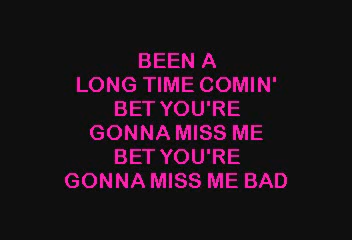 BEEN A
LONG TIME COMIN'
BET YOU'RE
GONNA MISS ME
BET YOU'RE
GONNA MISS ME BAD